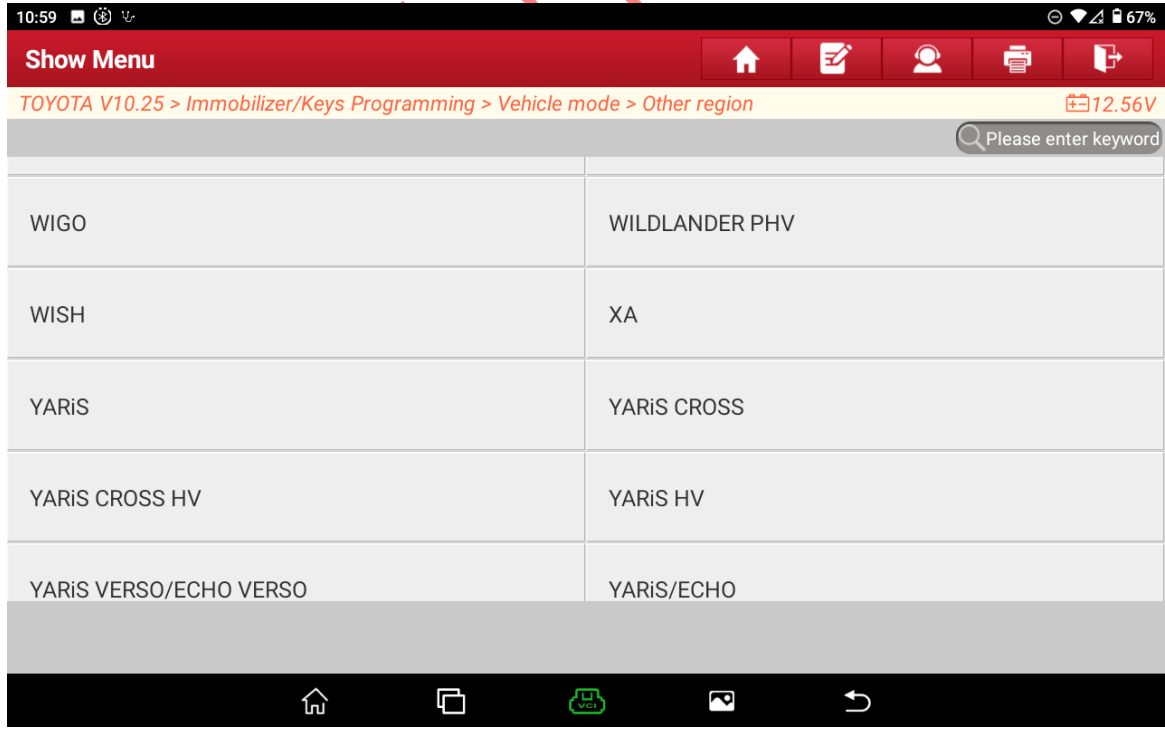 10:59 67%
Show Menu
TOYOTA V10.25 > Immobilizer/Keys Programming > Vehicle mode > Other region 12.56V
Please enter keyword
WIGO WILDLANDER PHV
WISH XA
YARiS YARiS CROSS
YARiS CROSS HV YARiS HV
YARiS VERSO/ECHO VERSO YARiS/ECHO
VCI